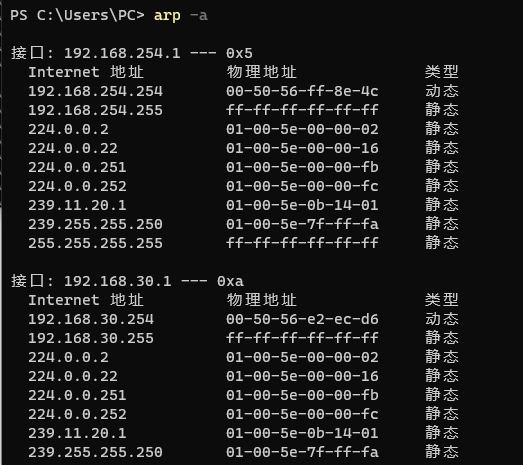 PS C:\Users\PC> arp -a
接口: 192.168.254.1 --- 0x5
Internet 地址 物理地址 类型
192.168.254.254 00-50-56-ff-8e-4c 动态
192.168.254.255 ff-ff-ff-ff-ff-ff 静态
224.0.0.2 01-00-5e-00-00-02 静态
224.0.0.22 01-00-5e-00-00-16 静态
224.0.0.251 01-00-5e-00-00-fb 静态
224.0.0.252 01-00-5e-00-00-fc 静态
239.11.20.1 01-00-5e-0b-14-01 静态
239.255.255.250 01-00-5e-7f-ff-fa 静态
255.255.255.255 ff-ff-ff-ff-ff-ff 静态
接口: 192.168.30.1 --- 0xa
Internet 地址 物理地址 类型
192.168.30.254 00-50-56-e2-ec-d6 动态
192.168.30.255 ff-ff-ff-ff-ff-ff 静态
224.0.0.2 01-00-5e-00-00-02 静态
224.0.0.22 01-00-5e-00-00-16 静态
224.0.0.251 01-00-5e-00-00-fb 静态
224.0.0.252 01-00-5e-00-00-fc 静态
239.11.20.1 01-00-5e-0b-14-01 静态
239.255.255.250 01-00-5e-7f-ff-fa 静态